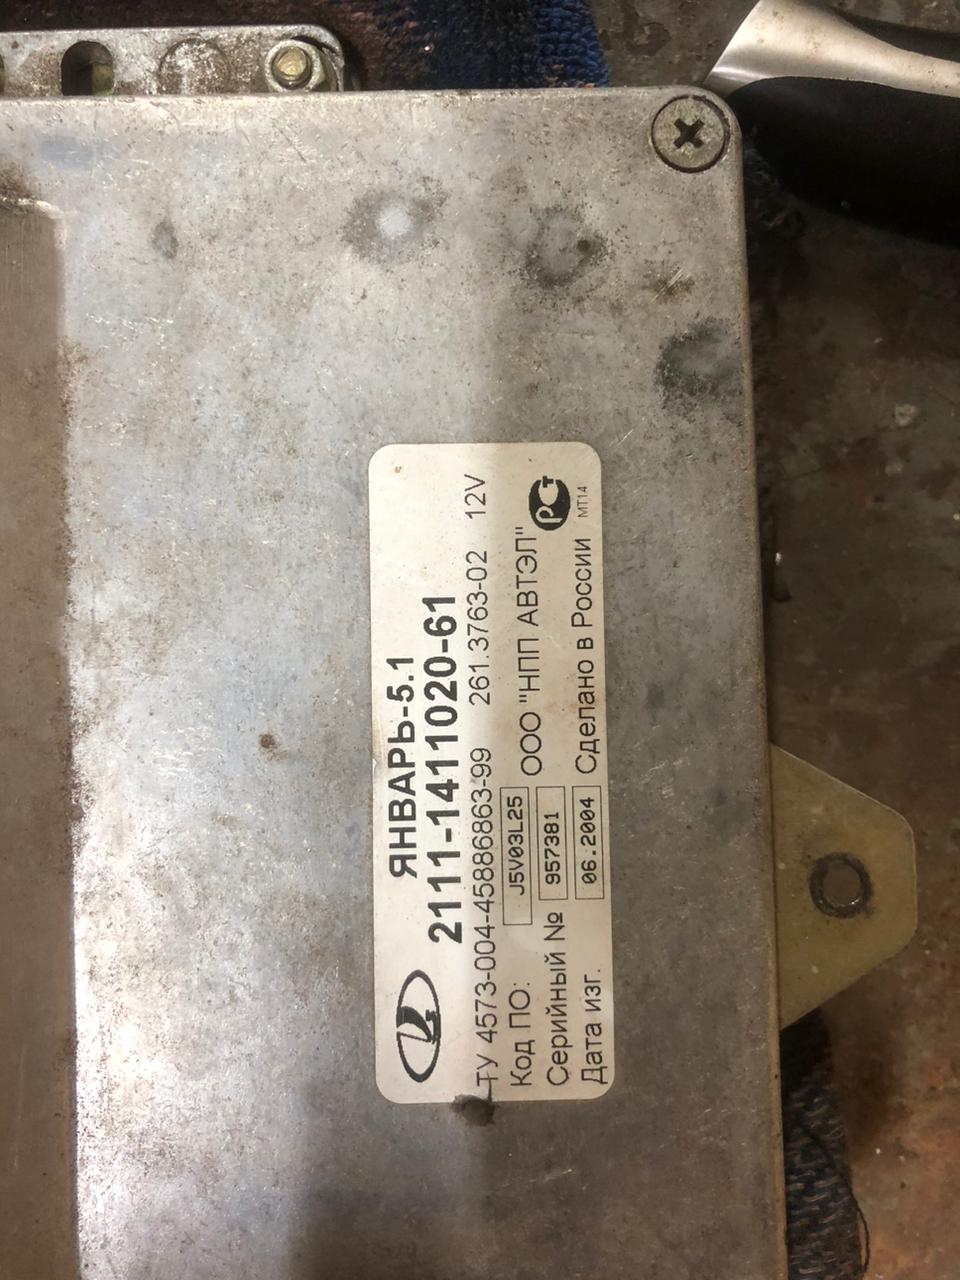 ЯНВАРЬ-5.1
2111-1411020-61
ТУ 4573-004-45886863-99 261.3763-02 12V
Код ПО: J5V03L25 ООО "НПП АВТЭЛ"
Серийный № 957381
Дата изг. 06.2004 Сделано в России
РСТ
МТ14